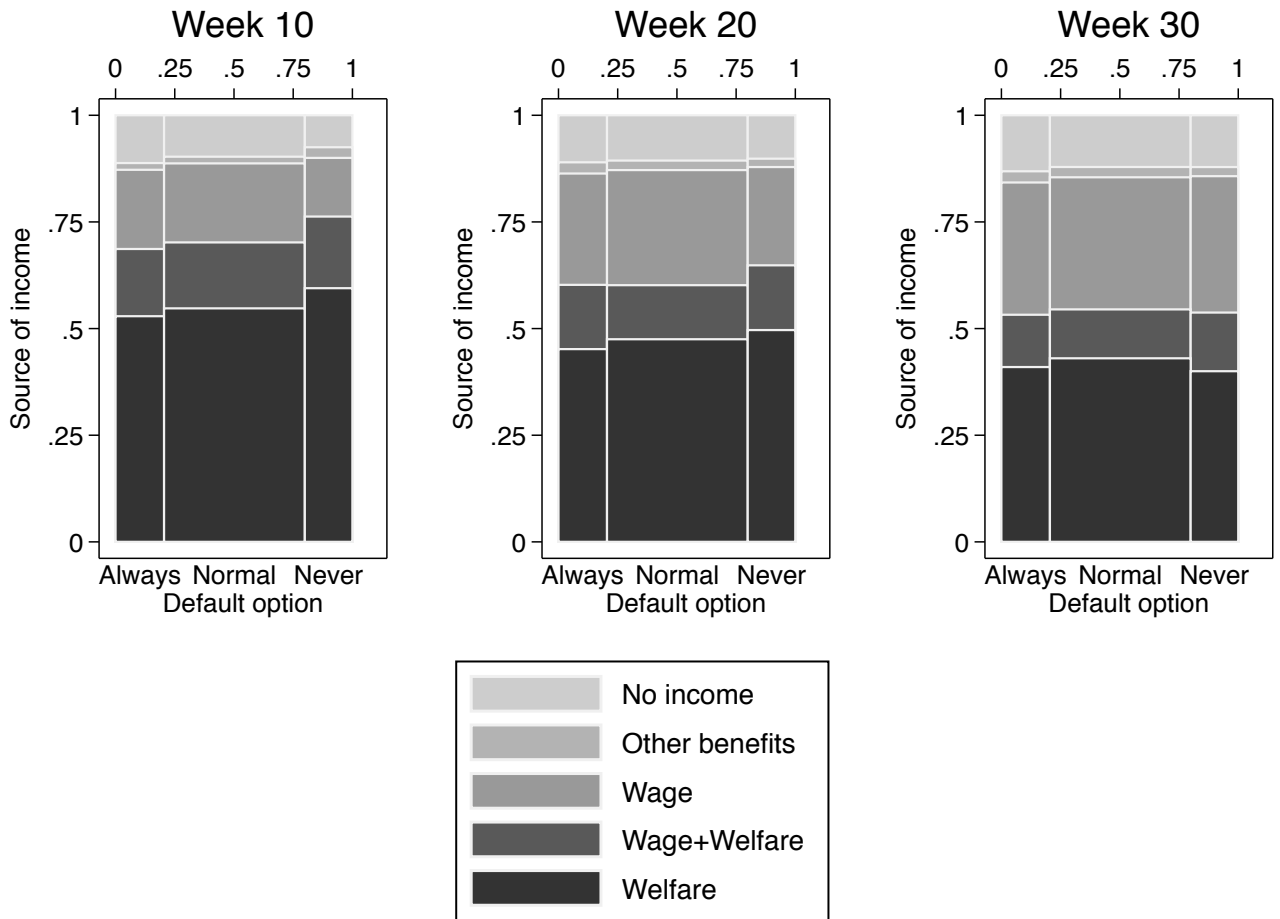 Week 10
0 .25 .5 .75 1
1
.75
.5
.25
0
Source of income
Always Normal Never
Default option
Week 20
0 .25 .5 .75 1
1
.75
.5
.25
0
Source of income
Always Normal Never
Default option
Week 30
0 .25 .5 .75 1
1
.75
.5
.25
0
Source of income
Always Normal Never
Default option
No income
Other benefits
Wage
Wage+Welfare
Welfare